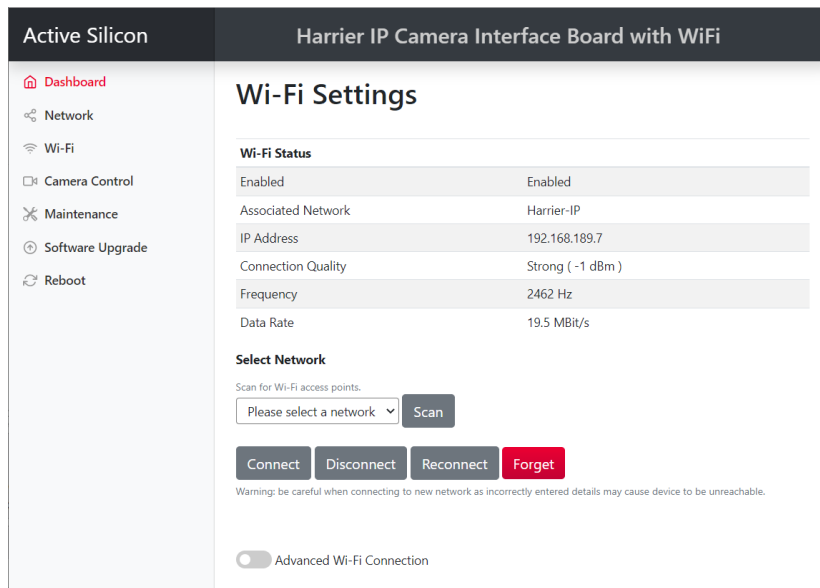 Active Silicon
Harrier IP Camera Interface Board with WiFi
Dashboard
Network
Wi-Fi
Camera Control
Maintenance
Software Upgrade
Reboot
Wi-Fi Settings
Wi-Fi Status
Enabled Enabled
Associated Network Harrier-IP
IP Address 192.168.189.7
Connection Quality Strong ( -1 dBm )
Frequency 2462 Hz
Data Rate 19.5 MBit/s
Select Network
Scan for Wi-Fi access points.
Please select a network Scan
Connect Disconnect Reconnect Forget
Warning: be careful when connecting to new network as incorrectly entered details may cause device to be unreachable.
Advanced Wi-Fi Connection